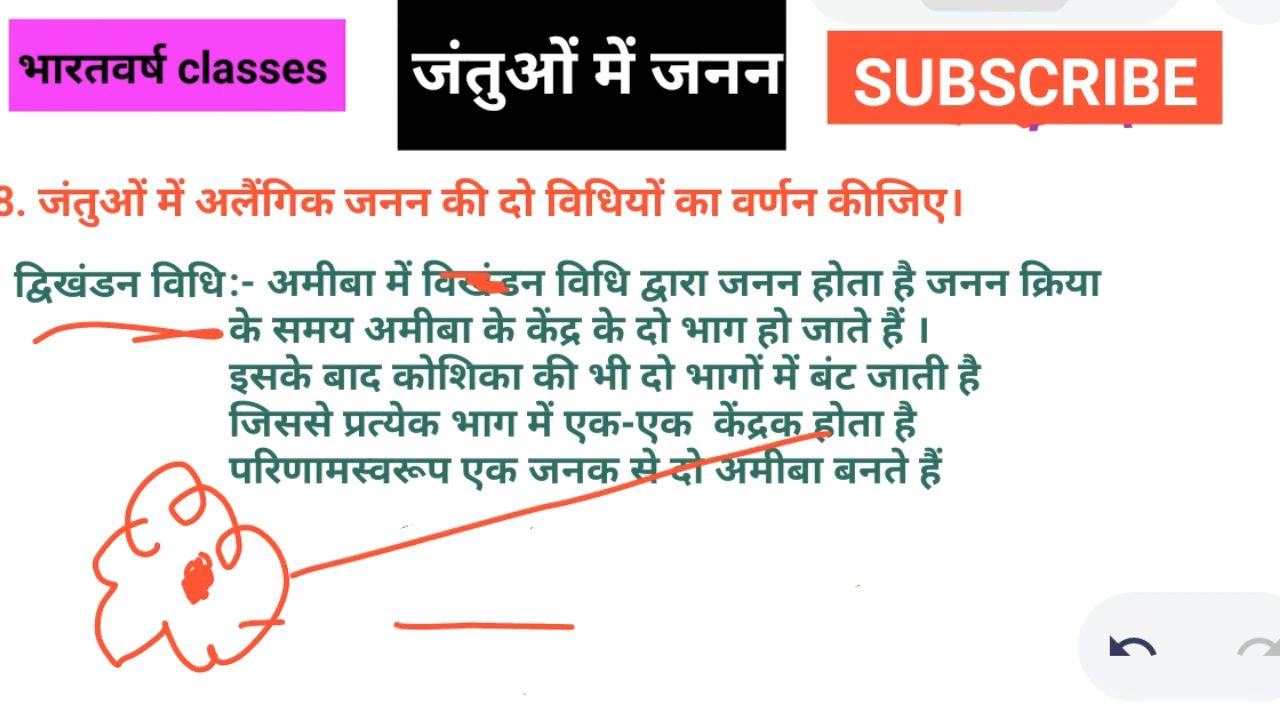 भारतवर्ष classes
जंतुओं में जनन
SUBSCRIBE
8. जंतुओं में अलैंगिक जनन की दो विधियों का वर्णन कीजिए।
द्विखंडन विधि:- अमीबा में विखंडन विधि द्वारा जनन होता है जनन क्रिया
के समय अमीबा के केंद्र के दो भाग हो जाते हैं ।
इसके बाद कोशिका की भी दो भागों में बंट जाती है
जिससे प्रत्येक भाग में एक-एक केंद्रक होता है
परिणामस्वरूप एक जनक से दो अमीबा बनते हैं